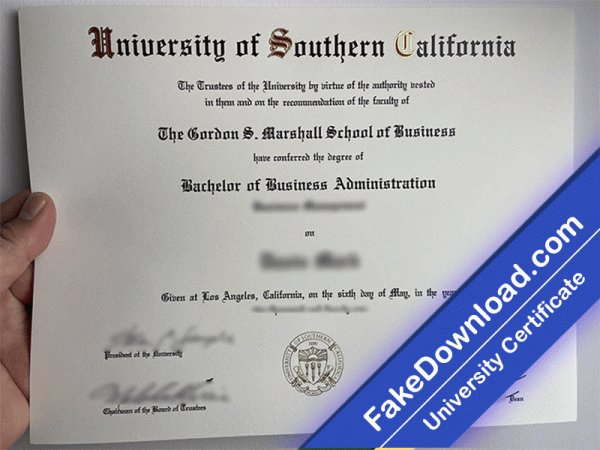 University of Southern California
The Trustees of the University by virtue of the authority vested
in them and on the recommendation of the faculty of
The Gordon S. Marshall School of Business
have conferred the degree of
Bachelor of Business Administration
on
Given at Los Angeles, California, on the sixth day of May, in the year
President of the University
Chairman of the Board of Trustees
Dean
FakeDownload.com
University Certificate